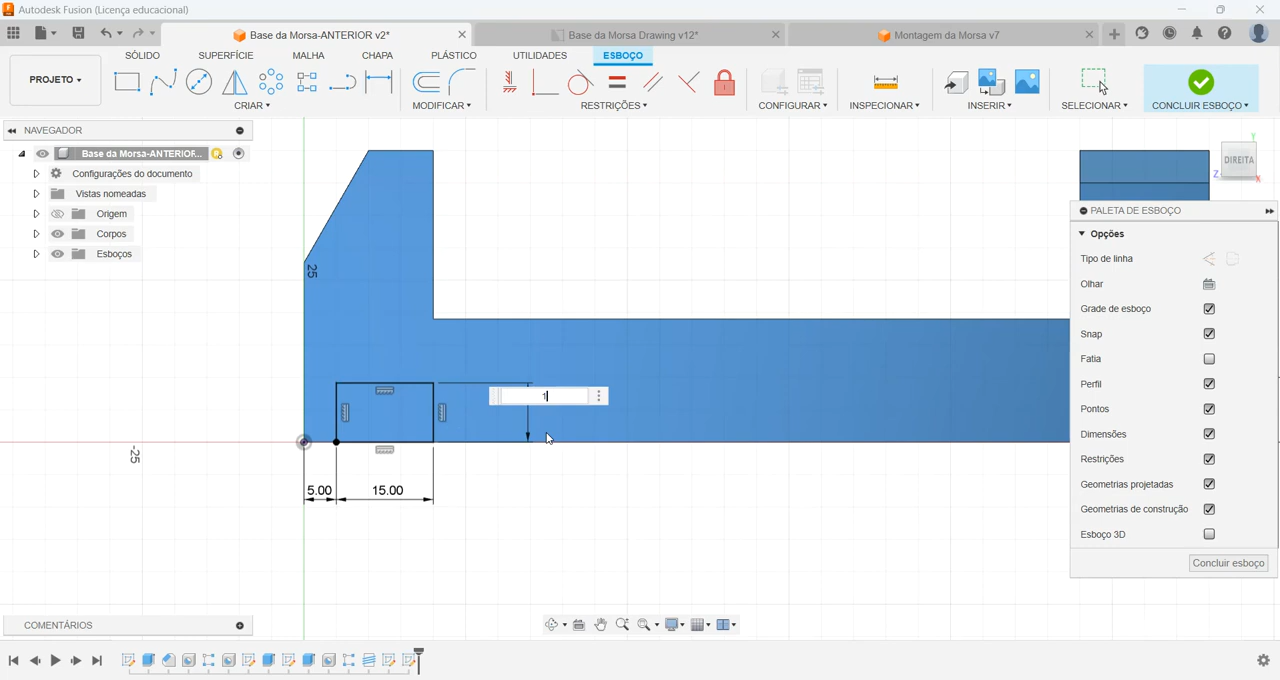 Autodesk Fusion (Licença educacional)
Base da Morsa-ANTERIOR v2*
Base da Morsa Drawing v12*
Montagem da Morsa v7
SÓLIDO SUPERFÍCIE MALHA CHAPA PLÁSTICO UTILIDADES ESBOÇO
PROJETO
CRIAR MODIFICAR RESTRIÇÕES CONFIGURAR INSPECIONAR INSERIR SELECIONAR CONCLUIR ESBOÇO
NAVEGADOR
Base da Morsa-ANTERIOR...
Configurações do documento
Vistas nomeadas
Origem
Corpos
Esboços
Y
DIREITA
Z
X
PALETA DE ESBOÇO
Opções
Tipo de linha
Olhar
Grade de esboço
Snap
Fatia
Perfil
Pontos
Dimensões
Restrições
Geometrias projetadas
Geometrias de construção
Esboço 3D
Concluir esboço
25
1
-25
5.00 15.00
COMENTÁRIOS